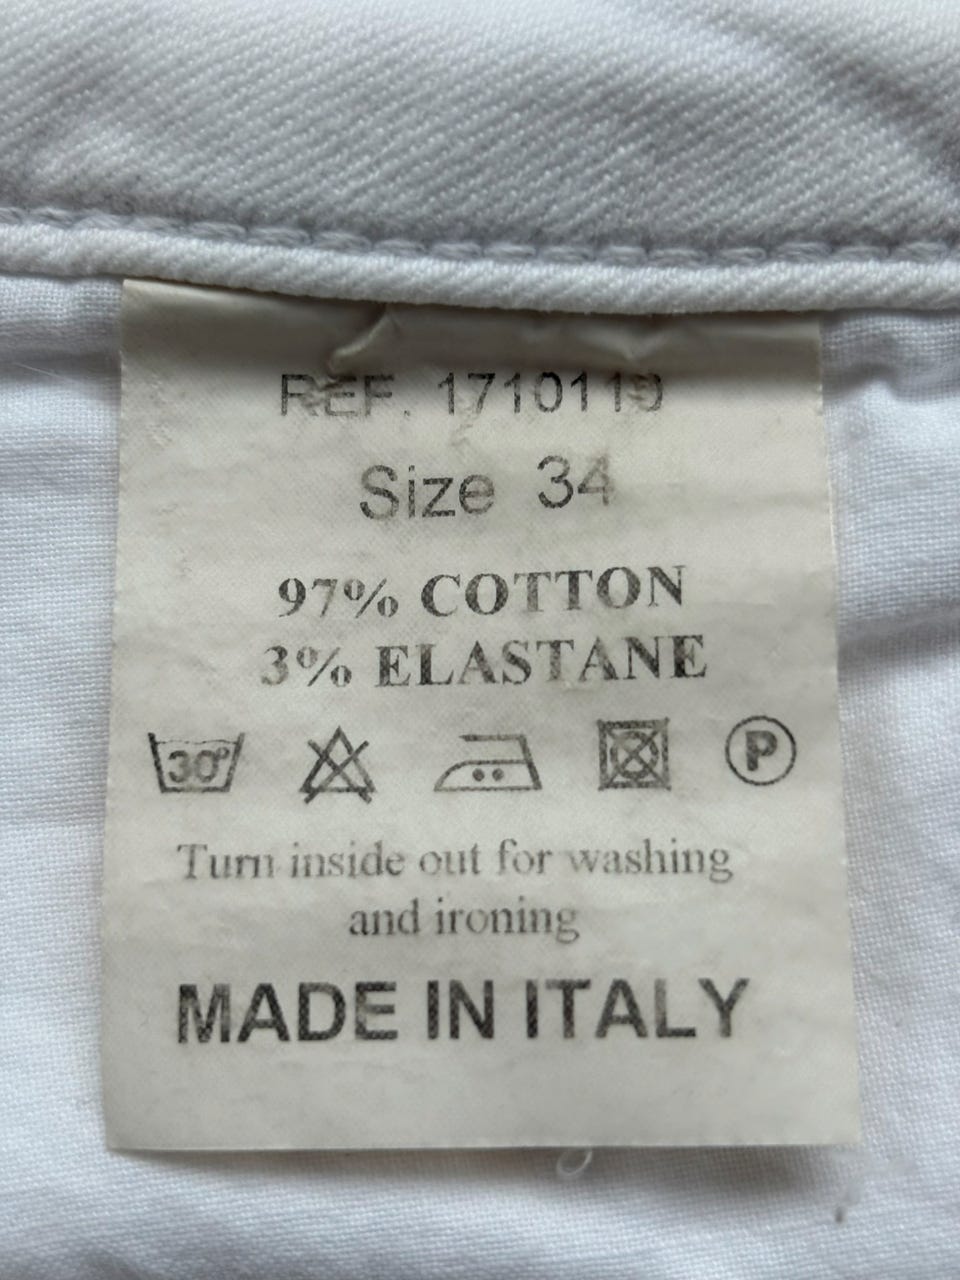 REF. 1710119
Size 34
97% COTTON
3% ELASTANE
30° P
Turn inside out for washing
and ironing
MADE IN ITALY